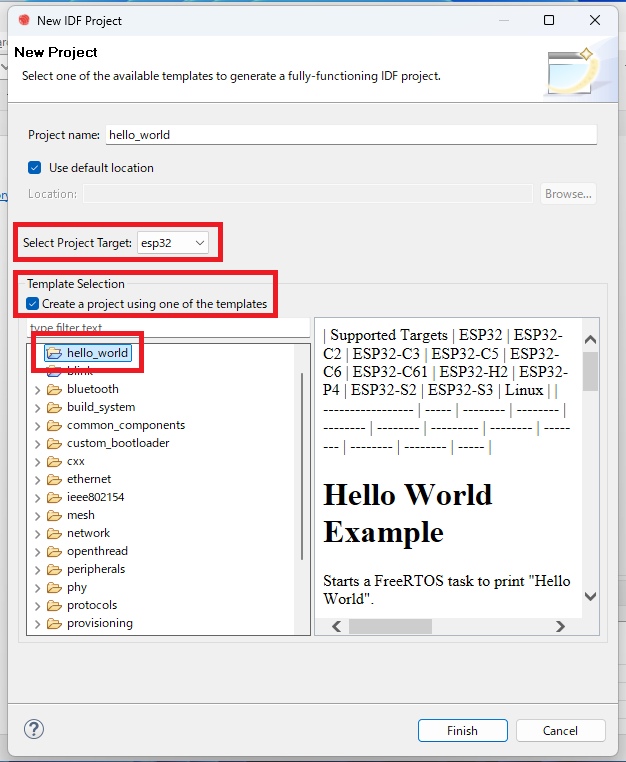 New IDF Project
New Project
Select one of the available templates to generate a fully-functioning IDF project.
Project name: hello_world
Use default location
Location:
Browse...
Select Project Target: esp32
Template Selection
Create a project using one of the templates
type filter text
hello_world
blink
bluetooth
build_system
common_components
custom_bootloader
cxx
ethernet
ieee802154
mesh
network
openthread
peripherals
phy
protocols
provisioning
| Supported Targets | ESP32 | ESP32-
C2 | ESP32-C3 | ESP32-C5 | ESP32-
C6 | ESP32-C61 | ESP32-H2 | ESP32-
P4 | ESP32-S2 | ESP32-S3 | Linux | |
----------------- | ----- | -------- | -------- |
-------- | -------- | --------- | -------- | -----
--- | -------- | -------- | ----- |
Hello World
Example
Starts a FreeRTOS task to print "Hello
World".
Finish
Cancel